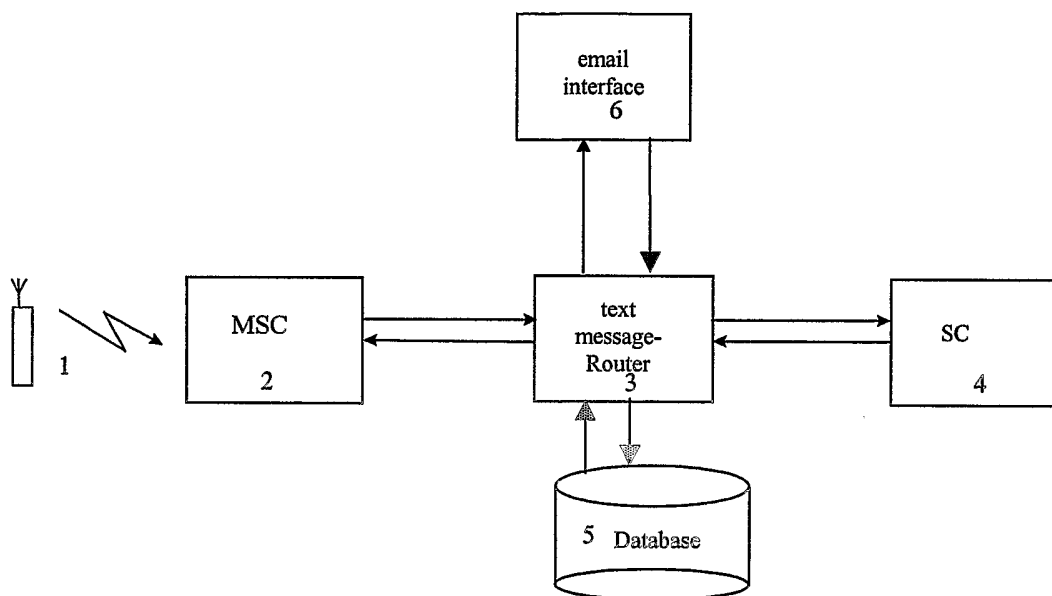 email
interface
6
MSC
2
text
message-
Router
3
SC
4
1
5 Database